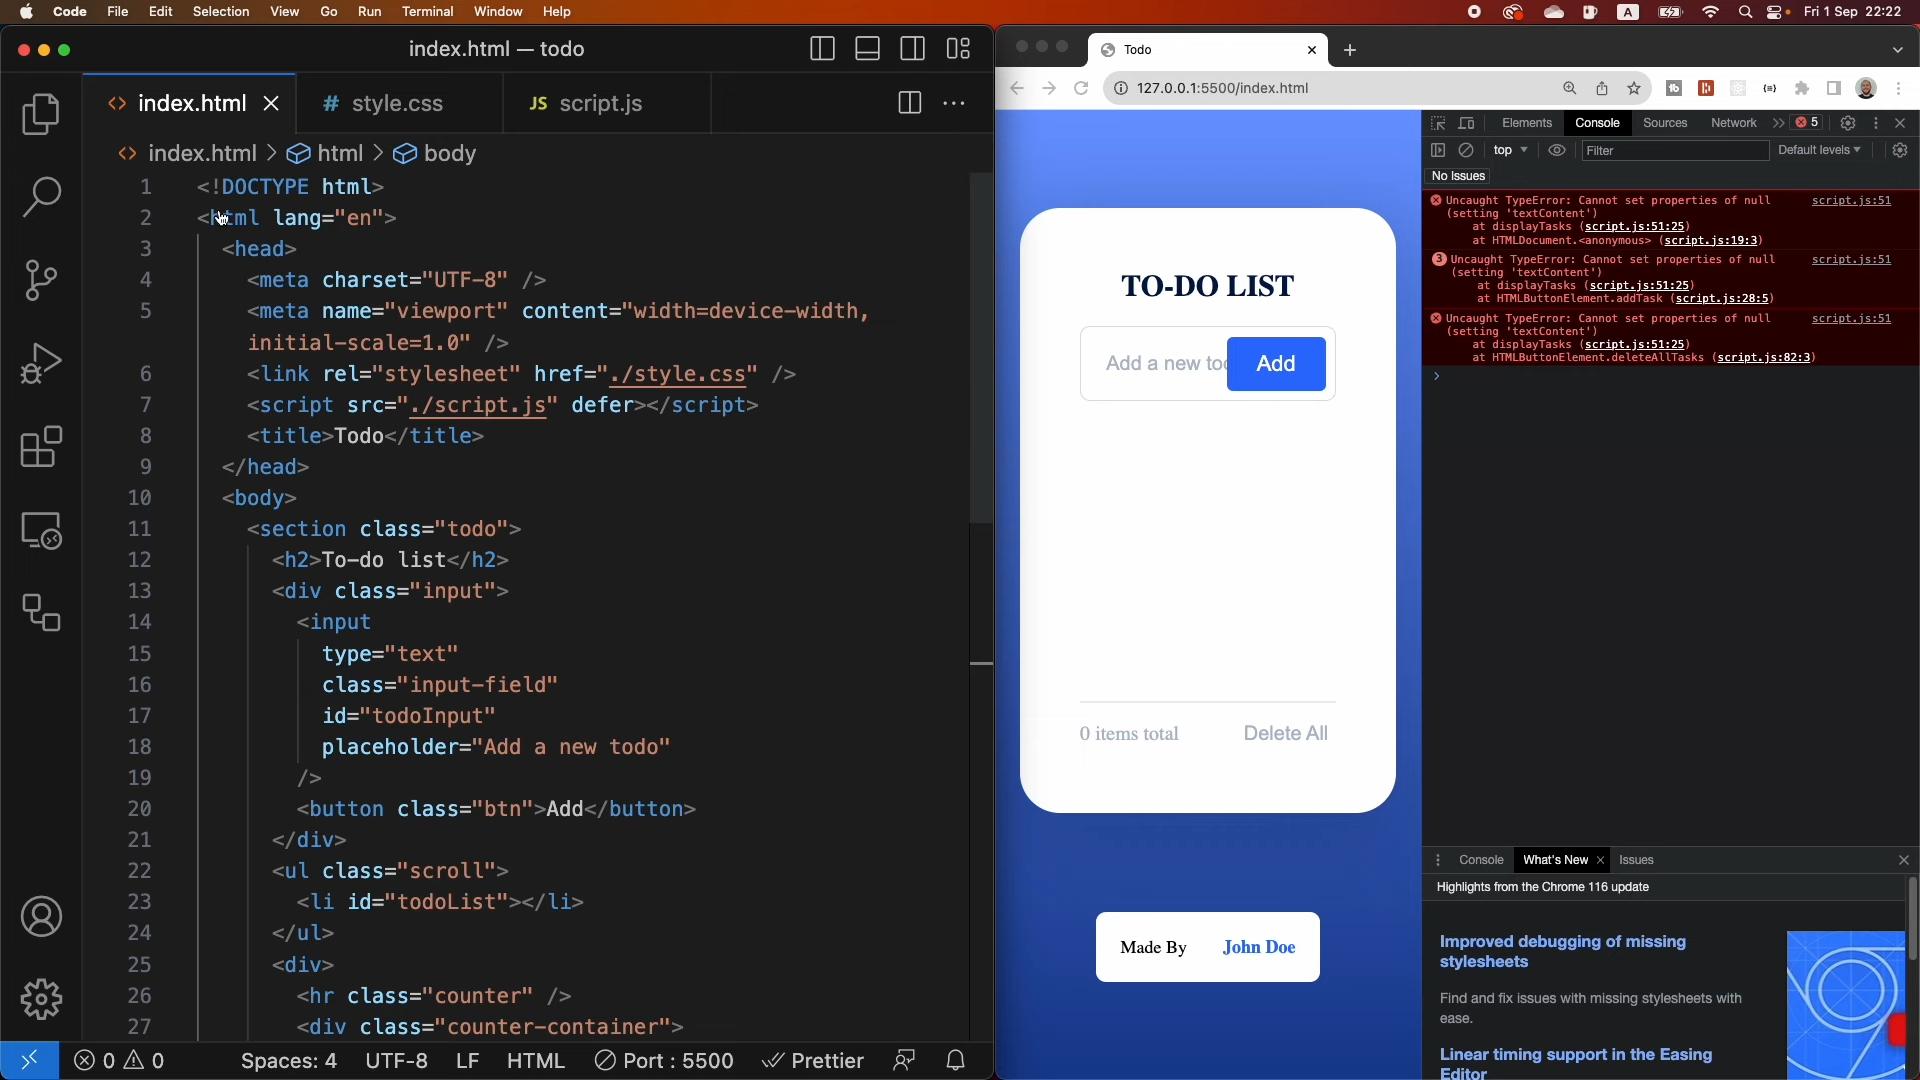 Code File Edit Selection View Go Run Terminal Window Help
A
Fri 1 Sep 22:22
index.html — todo
index.html
# style.css
JS script.js
index.html > html > body
1 <!DOCTYPE html>
2 <html lang="en">
3 <head>
4 <meta charset="UTF-8" />
5 <meta name="viewport" content="width=device-width,
initial-scale=1.0" />
6 <link rel="stylesheet" href="./style.css" />
7 <script src="./script.js" defer></script>
8 <title>Todo</title>
9 </head>
10 <body>
11 <section class="todo">
12 <h2>To-do list</h2>
13 <div class="input">
14 <input
15 type="text"
16 class="input-field"
17 id="todoInput"
18 placeholder="Add a new todo"
19 />
20 <button class="btn">Add</button>
21 </div>
22 <ul class="scroll">
23 <li id="todoList"></li>
24 </ul>
25 <div>
26 <hr class="counter" />
27 <div class="counter-container">
0 0 Spaces: 4 UTF-8 LF HTML Port : 5500 Prettier
Todo
127.0.0.1:5500/index.html
TO-DO LIST
Add a new too
Add
0 items total Delete All
Made By John Doe
Elements Console Sources Network >> 5
top Filter Default levels
No Issues
Uncaught TypeError: Cannot set properties of null script.js:51
(setting 'textContent')
at displayTasks (script.js:51:25)
at HTMLDocument.<anonymous> (script.js:19:3)
3 Uncaught TypeError: Cannot set properties of null script.js:51
(setting 'textContent')
at displayTasks (script.js:51:25)
at HTMLButtonElement.addTask (script.js:28:5)
Uncaught TypeError: Cannot set properties of null script.js:51
(setting 'textContent')
at displayTasks (script.js:51:25)
at HTMLButtonElement.deleteAllTasks (script.js:82:3)
>
Console What's New Issues
Highlights from the Chrome 116 update
Improved debugging of missing
stylesheets
Find and fix issues with missing stylesheets with
ease.
Linear timing support in the Easing
Editor